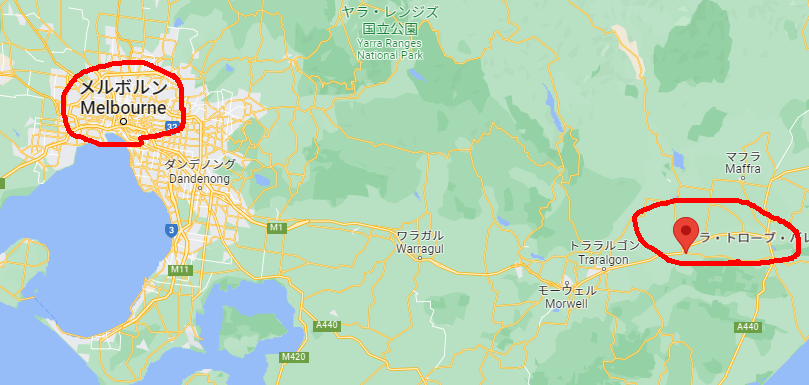 ヤラ・レンジズ
国立公園
Yarra Ranges
National Park
メルボルン
Melbourne
32
ダンデノング
Dandenong
マフラ
Maffra
3
M1
ワラガル
Warragul
ラ・トローブ・バレ
トララルゴン
Traralgon
M11
モーウェル
Morwell
A440
A440
M420